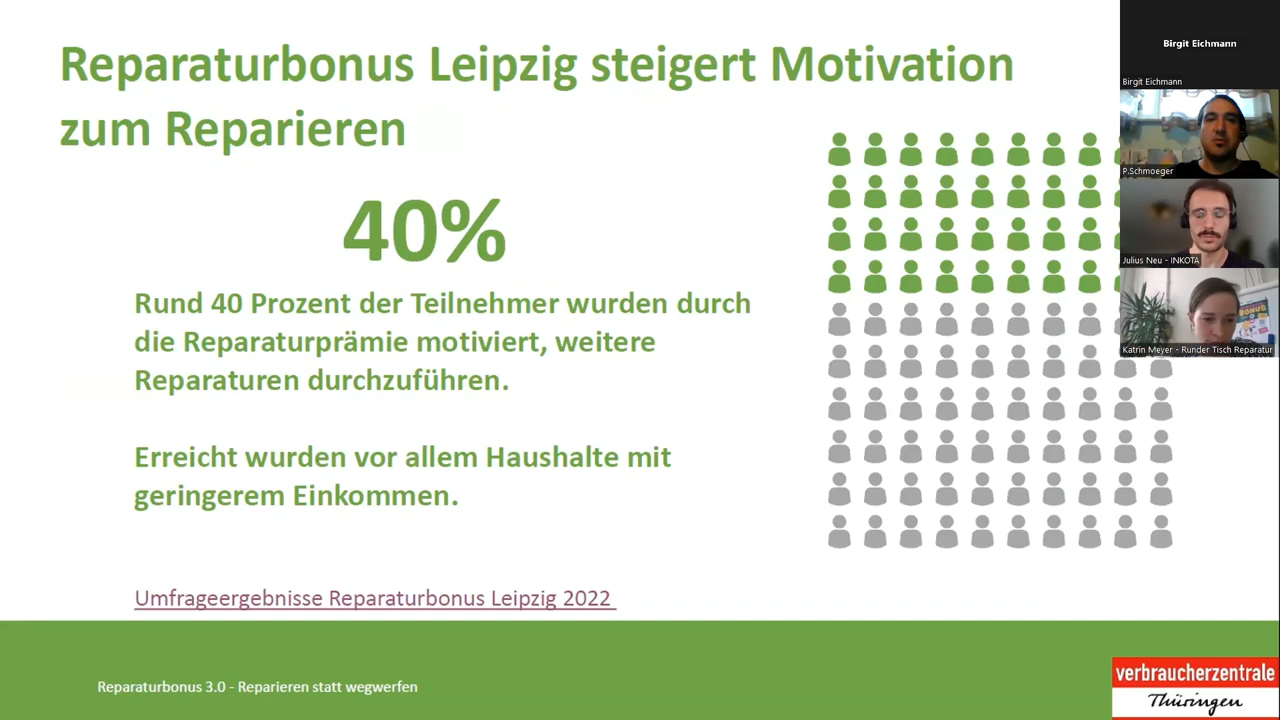 Reparaturbonus Leipzig steigert Motivation
zum Reparieren
40%
Rund 40 Prozent der Teilnehmer wurden durch
die Reparaturprämie motiviert, weitere
Reparaturen durchzuführen.
Erreicht wurden vor allem Haushalte mit
geringerem Einkommen.
Umfrageergebnisse Reparaturbonus Leipzig 2022
Reparaturbonus 3.0 - Reparieren statt wegwerfen
Birgit Eichmann
Birgit Eichmann
P.Schmoeger
Julius Neu - INKOTA
BONUS
Katrin Meyer - Runder Tisch Reparatur
verbraucherzentrale
Thüringen